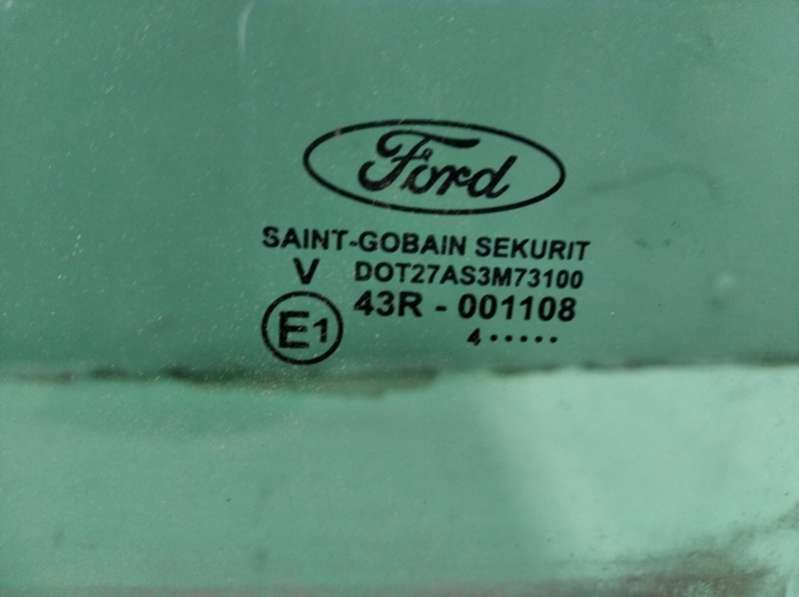 Ford
SAINT-GOBAIN SEKURIT
V DOT27AS3M73100
E1 43R - 001108
4 •••••